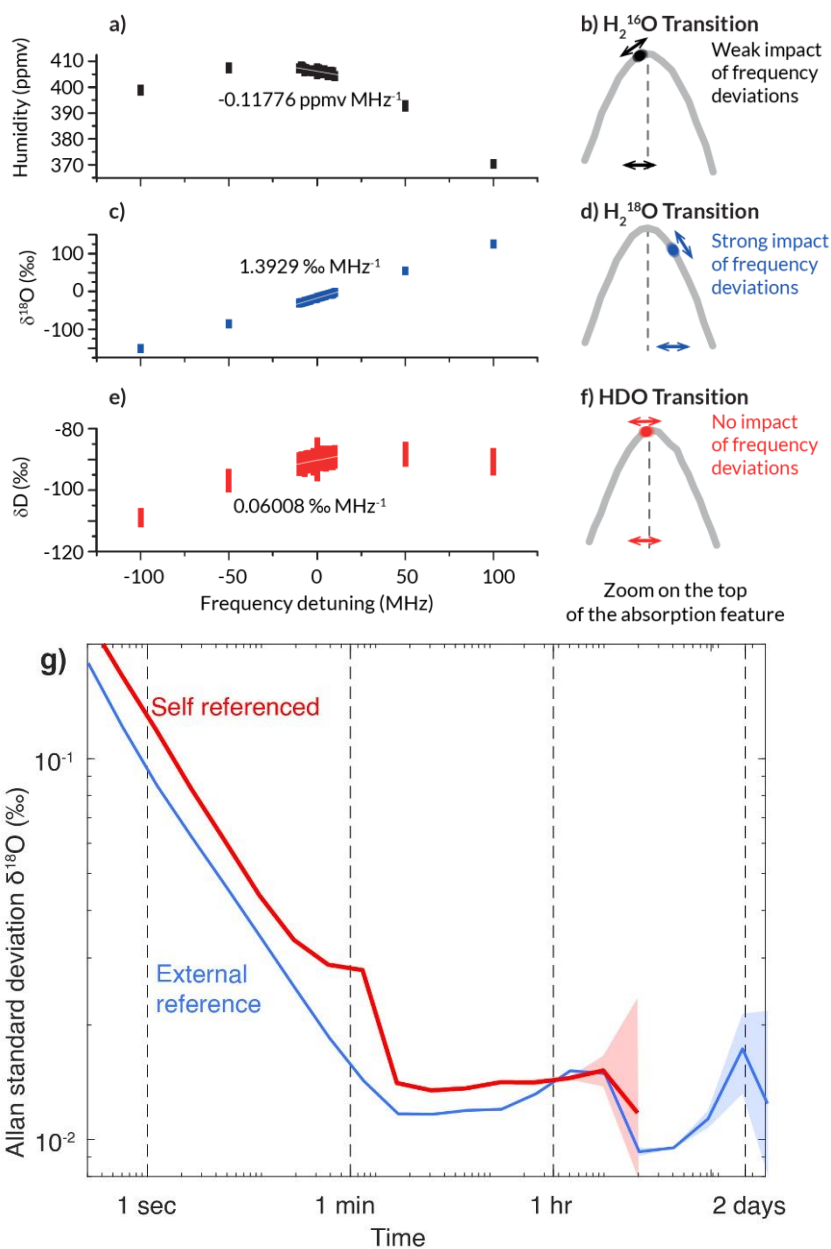 a)
Humidity (ppmv)
410
400
390
380
370
-0.11776 ppmv MHz⁻¹
b) H₂¹⁶O Transition
Weak impact
of frequency
deviations
c)
δ¹⁸O (‰)
100
0
-100
1.3929 ‰ MHz⁻¹
d) H₂¹⁸O Transition
Strong impact
of frequency
deviations
e)
δD (‰)
-80
-100
-120
0.06008 ‰ MHz⁻¹
-100
-50
0
50
100
Frequency detuning (MHz)
f) HDO Transition
No impact
of frequency
deviations
Zoom on the top
of the absorption feature
g)
Allan standard deviation δ¹⁸O (‰)
10⁻¹
10⁻²
Self referenced
External
reference
1 sec
1 min
1 hr
2 days
Time